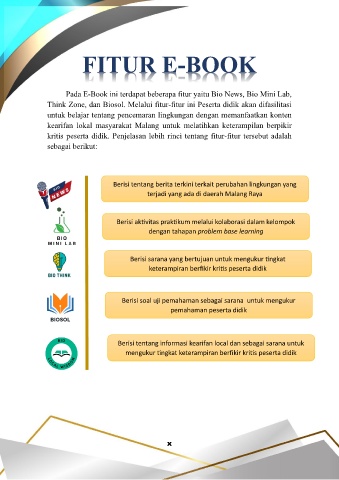 FITUR E-BOOK
Pada E-Book ini terdapat beberapa fitur yaitu Bio News, Bio Mini Lab,
Think Zone, dan Biosol. Melalui fitur-fitur ini Peserta didik akan difasilitasi
untuk belajar tentang pencemaran lingkungan dengan memanfaatkan konten
kearifan lokal masyarakat Malang untuk melatihkan keterampilan berpikir
kritis peserta didik. Penjelasan lebih rinci tentang fitur-fitur tersebut adalah
sebagai berikut:
BIO
NEWS
Berisi tentang berita terkini terkait perubahan lingkungan yang
terjadi yang ada di daerah Malang Raya
BIO
MINI LAB
Berisi aktivitas praktikum melalui kolaborasi dalam kelompok
dengan tahapan problem base learning
BIO THINK
Berisi sarana yang bertujuan untuk mengukur tingkat
keterampiran berfikir kritis peserta didik
BIOSOL
Berisi soal uji pemahaman sebagai sarana untuk mengukur
pemahaman peserta didik
BIO
LOCAL WISDOM
Berisi tentang informasi kearifan local dan sebagai sarana untuk
mengukur tingkat keterampiran berfikir kritis peserta didik
x